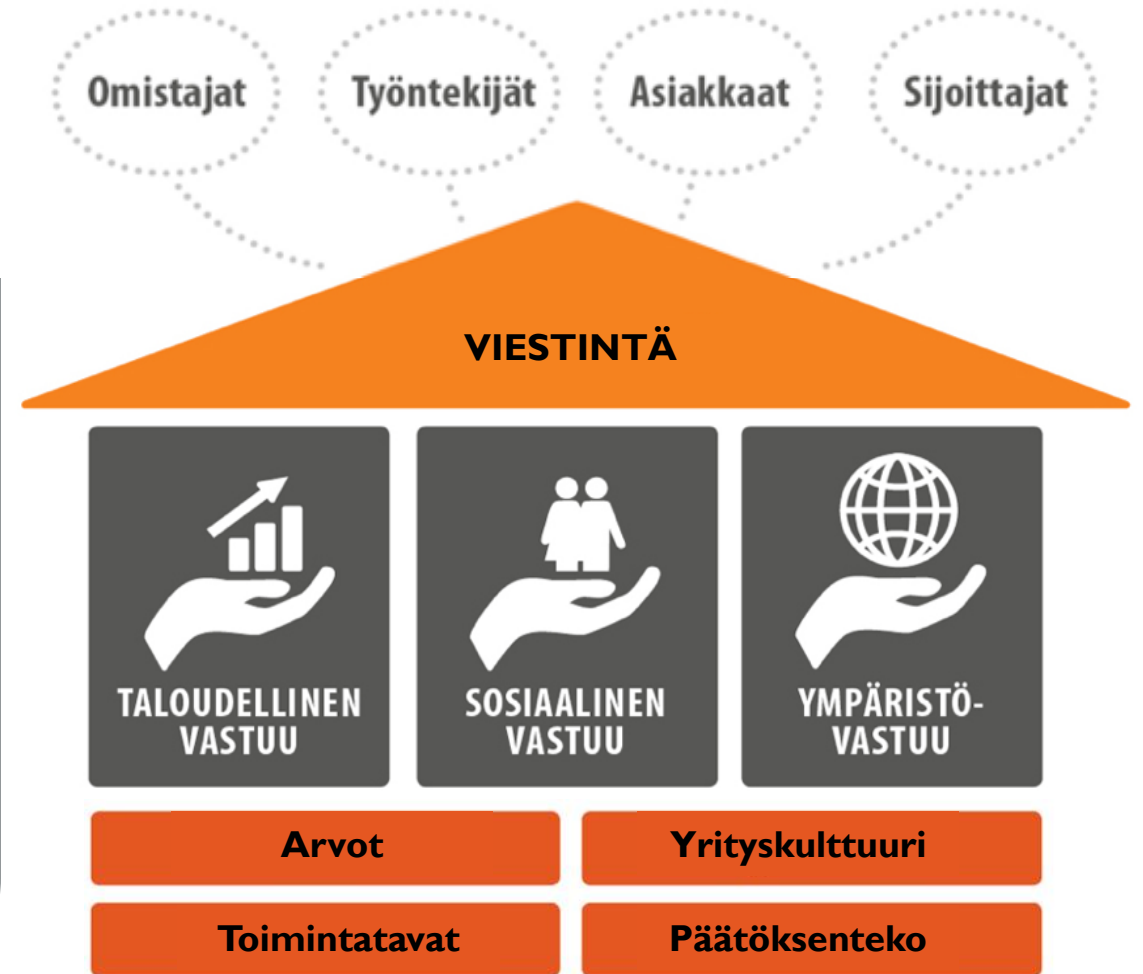 Omistajat
Työntekijät
Asiakkaat
Sijoittajat
VIESTINTÄ
TALOUDELLINEN
VASTUU
SOSIAALINEN
VASTUU
YMPÄRISTÖ-
VASTUU
Arvot
Yrityskulttuuri
Toimintatavat
Päätöksenteko